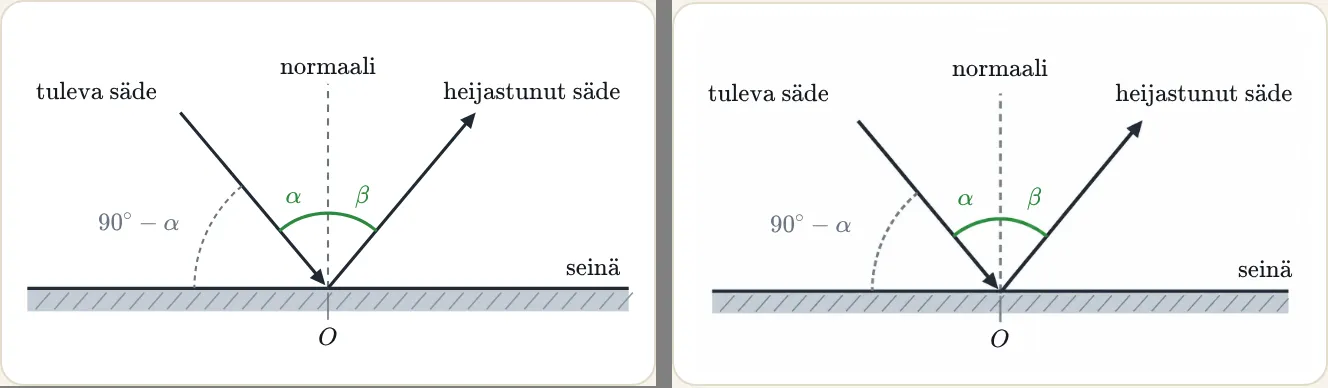 normaali
tuleva säde
heijastunut säde
α
β
90° − α
seinä
O
normaali
tuleva säde
heijastunut säde
α
β
90° − α
seinä
O